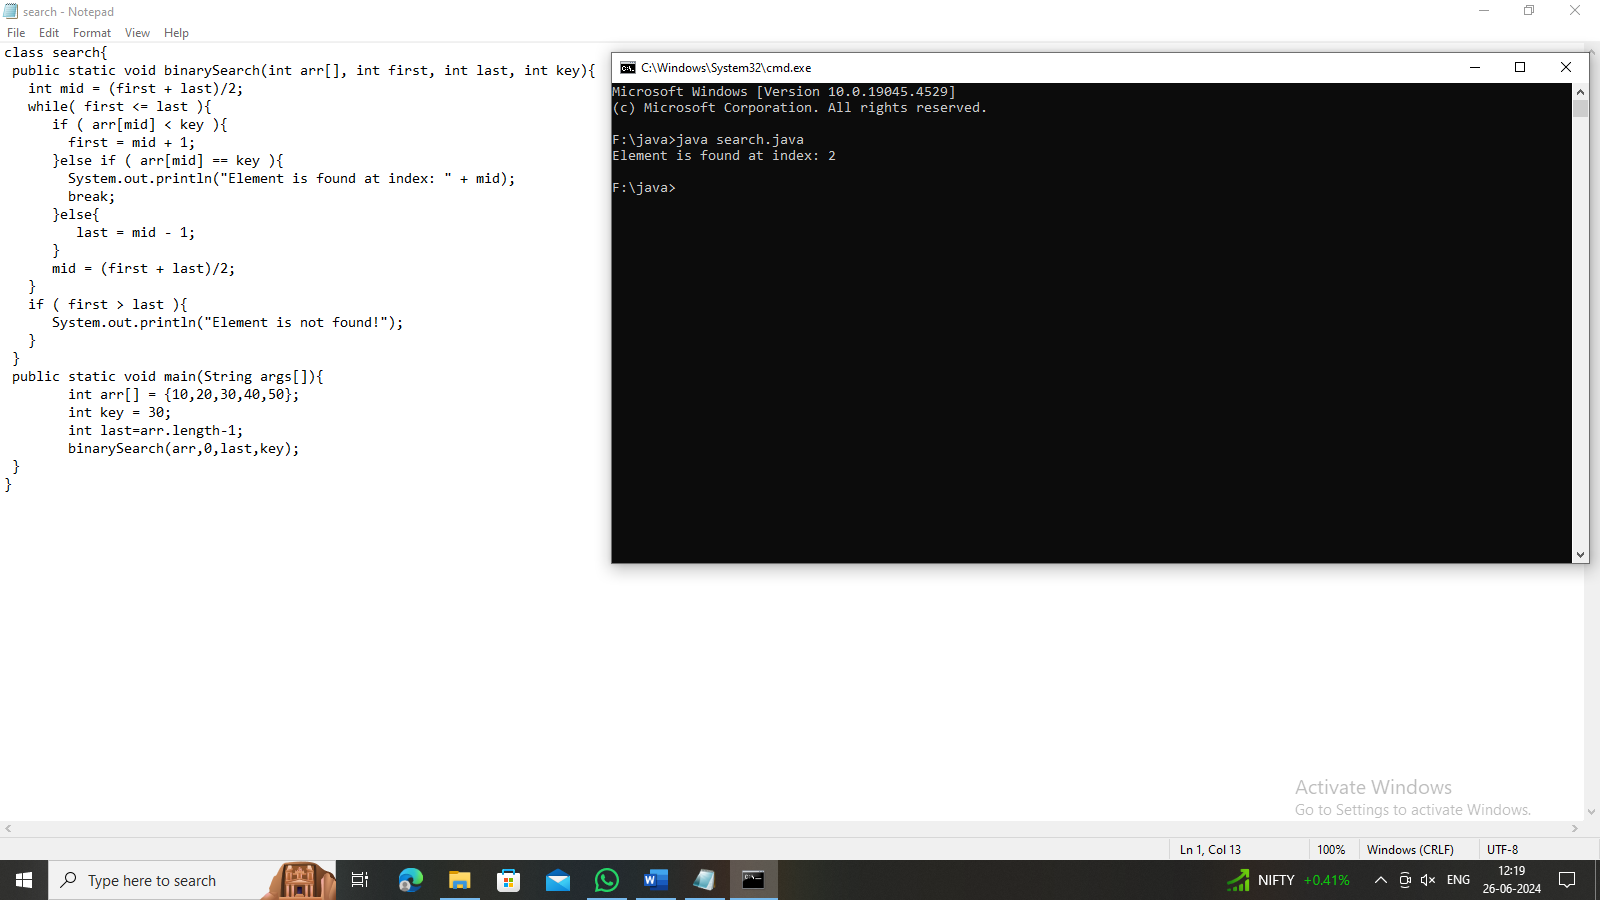 search - Notepad
File Edit Format View Help
class search{
public static void binarySearch(int arr[], int first, int last, int key){
int mid = (first + last)/2;
while( first <= last ){
if ( arr[mid] < key ){
first = mid + 1;
}else if ( arr[mid] == key ){
System.out.println("Element is found at index: " + mid);
break;
}else{
last = mid - 1;
}
mid = (first + last)/2;
}
if ( first > last ){
System.out.println("Element is not found!");
}
}
public static void main(String args[]){
int arr[] = {10,20,30,40,50};
int key = 30;
int last=arr.length-1;
binarySearch(arr,0,last,key);
}
}
C:\Windows\System32\cmd.exe
Microsoft Windows [Version 10.0.19045.4529]
(c) Microsoft Corporation. All rights reserved.
F:\java>java search.java
Element is found at index: 2
F:\java>
Activate Windows
Go to Settings to activate Windows.
Ln 1, Col 13 100% Windows (CRLF) UTF-8
Type here to search
NIFTY +0.41% ENG 12:19
26-06-2024